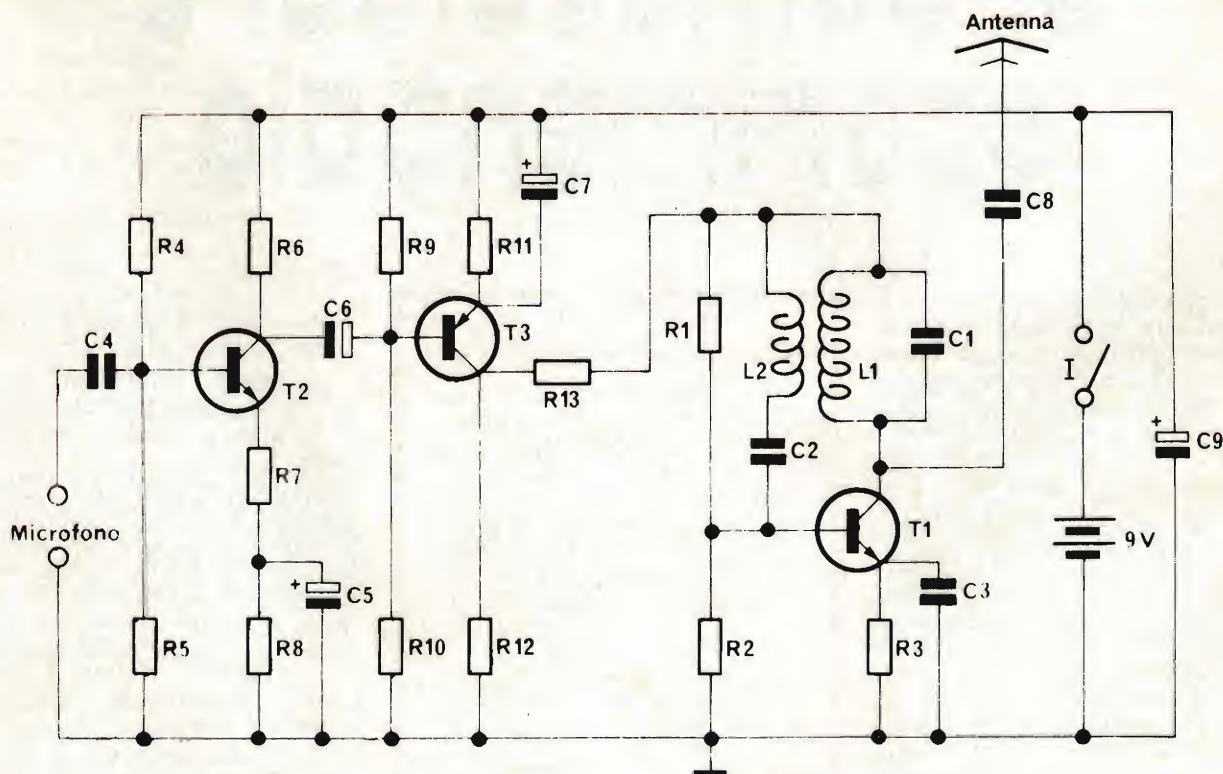 Antenna
+
C7
C8
R4
R6
R9
R11
C6
T3
R1
C4
L2
L1
C1
T2
R13
I
+
C9
C2
R7
Microfono
T1
9V
+
C5
C3
R5
R8
R10
R12
R2
R3